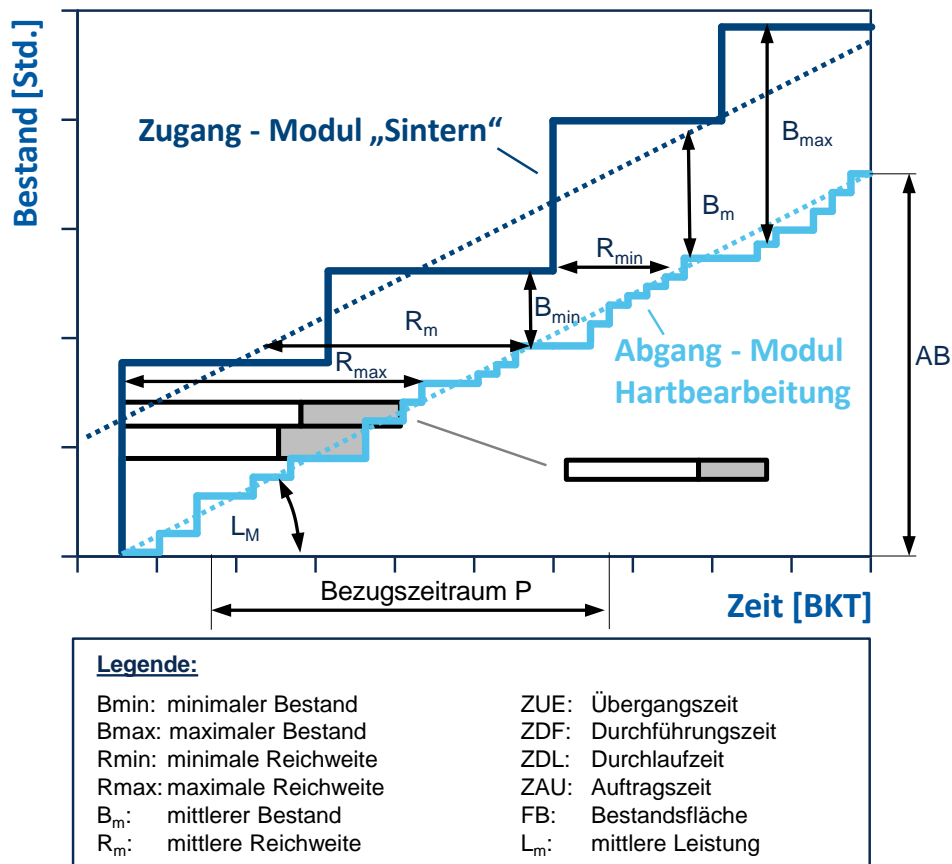 Bestand [Std.]
Zugang - Modul „Sintern“
B_max
B_m
R_min
B_min
R_m
R_max
Abgang - Modul
Hartbearbeitung
AB
L_M
Bezugszeitraum P
Zeit [BKT]
Legende:
Bmin: minimaler Bestand
Bmax: maximaler Bestand
Rmin: minimale Reichweite
Rmax: maximale Reichweite
B_m: mittlerer Bestand
R_m: mittlere Reichweite
ZUE: Übergangszeit
ZDF: Durchführungszeit
ZDL: Durchlaufzeit
ZAU: Auftragszeit
FB: Bestandsfläche
L_m: mittlere Leistung